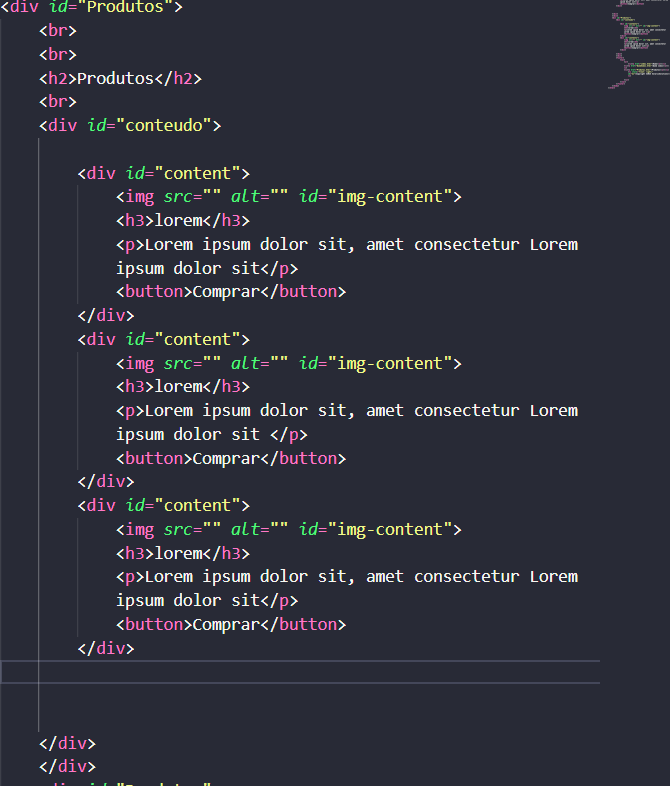 <div id="Produtos">
<br>
<br>
<h2>Produtos</h2>
<br>
<div id="conteudo">
<div id="content">
<img src="" alt="" id="img-content">
<h3>lorem</h3>
<p>Lorem ipsum dolor sit, amet consectetur Lorem
ipsum dolor sit</p>
<button>Comprar</button>
</div>
<div id="content">
<img src="" alt="" id="img-content">
<h3>lorem</h3>
<p>Lorem ipsum dolor sit, amet consectetur Lorem
ipsum dolor sit </p>
<button>Comprar</button>
</div>
<div id="content">
<img src="" alt="" id="img-content">
<h3>lorem</h3>
<p>Lorem ipsum dolor sit, amet consectetur Lorem
ipsum dolor sit</p>
<button>Comprar</button>
</div>
</div>
</div>